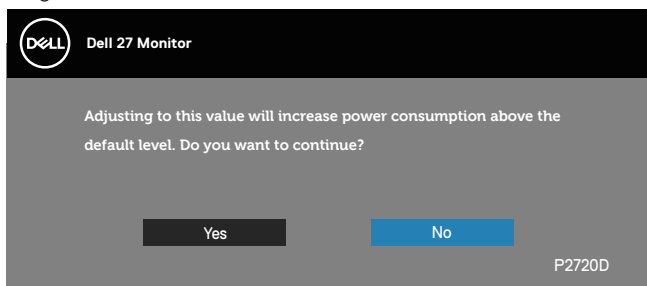 DELL
Dell 27 Monitor
Adjusting to this value will increase power consumption above the
default level. Do you want to continue?
Yes No
P2720D